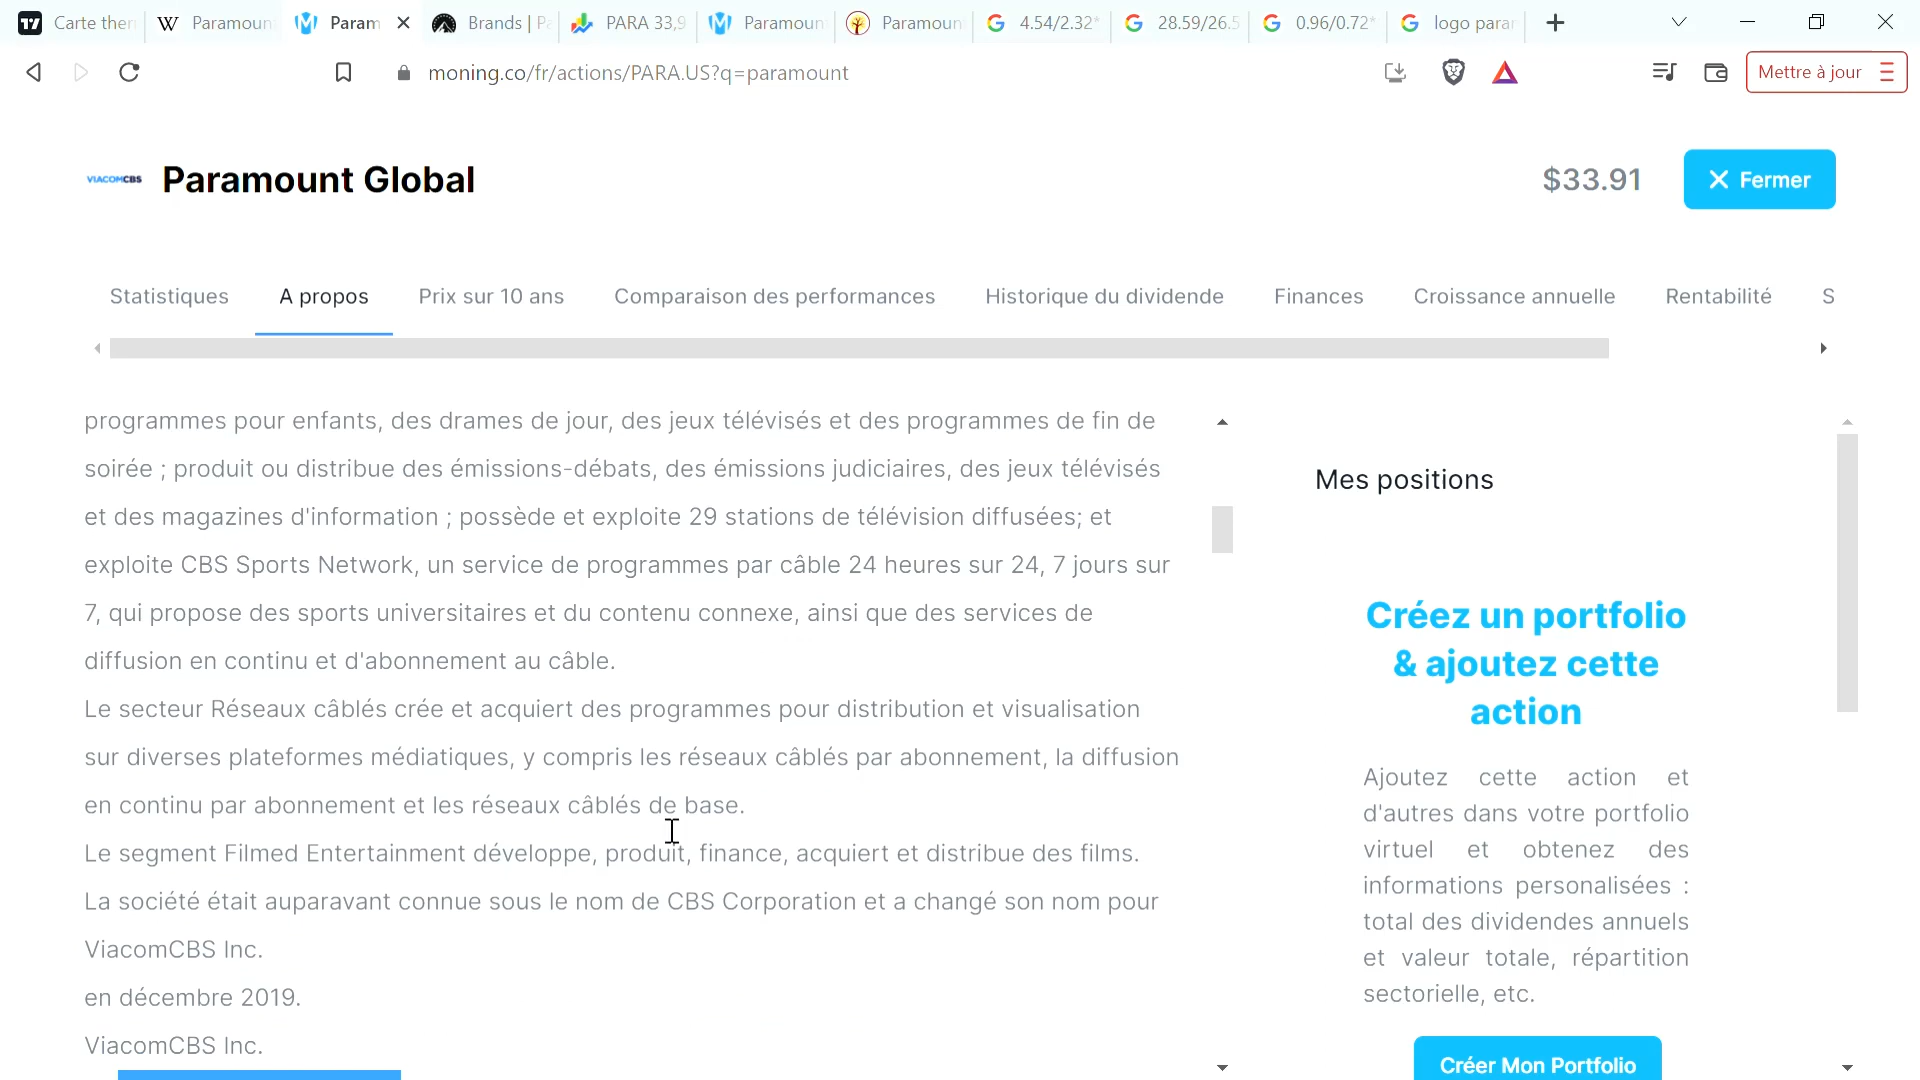 Carte ther
Paramoun
Param
Brands | Pa
PARA 33,9
Paramoun
Paramoun
4.54/2.32*
28.59/26.5
0.96/0.72*
logo parar
moning.co/fr/actions/PARA.US?q=paramount
Mettre à jour
VIACOMCBS
Paramount Global
$33.91
Fermer
Statistiques
A propos
Prix sur 10 ans
Comparaison des performances
Historique du dividende
Finances
Croissance annuelle
Rentabilité
S
programmes pour enfants, des drames de jour, des jeux télévisés et des programmes de fin de
soirée ; produit ou distribue des émissions-débats, des émissions judiciaires, des jeux télévisés
et des magazines d'information ; possède et exploite 29 stations de télévision diffusées; et
exploite CBS Sports Network, un service de programmes par câble 24 heures sur 24, 7 jours sur
7, qui propose des sports universitaires et du contenu connexe, ainsi que des services de
diffusion en continu et d'abonnement au câble.
Le secteur Réseaux câblés crée et acquiert des programmes pour distribution et visualisation
sur diverses plateformes médiatiques, y compris les réseaux câblés par abonnement, la diffusion
en continu par abonnement et les réseaux câblés de base.
Le segment Filmed Entertainment développe, produit, finance, acquiert et distribue des films.
La société était auparavant connue sous le nom de CBS Corporation et a changé son nom pour
ViacomCBS Inc.
en décembre 2019.
ViacomCBS Inc.
Mes positions
Créez un portfolio
& ajoutez cette
action
Ajoutez cette action et
d'autres dans votre portfolio
virtuel et obtenez des
informations personalisées :
total des dividendes annuels
et valeur totale, répartition
sectorielle, etc.
Créer Mon Portfolio